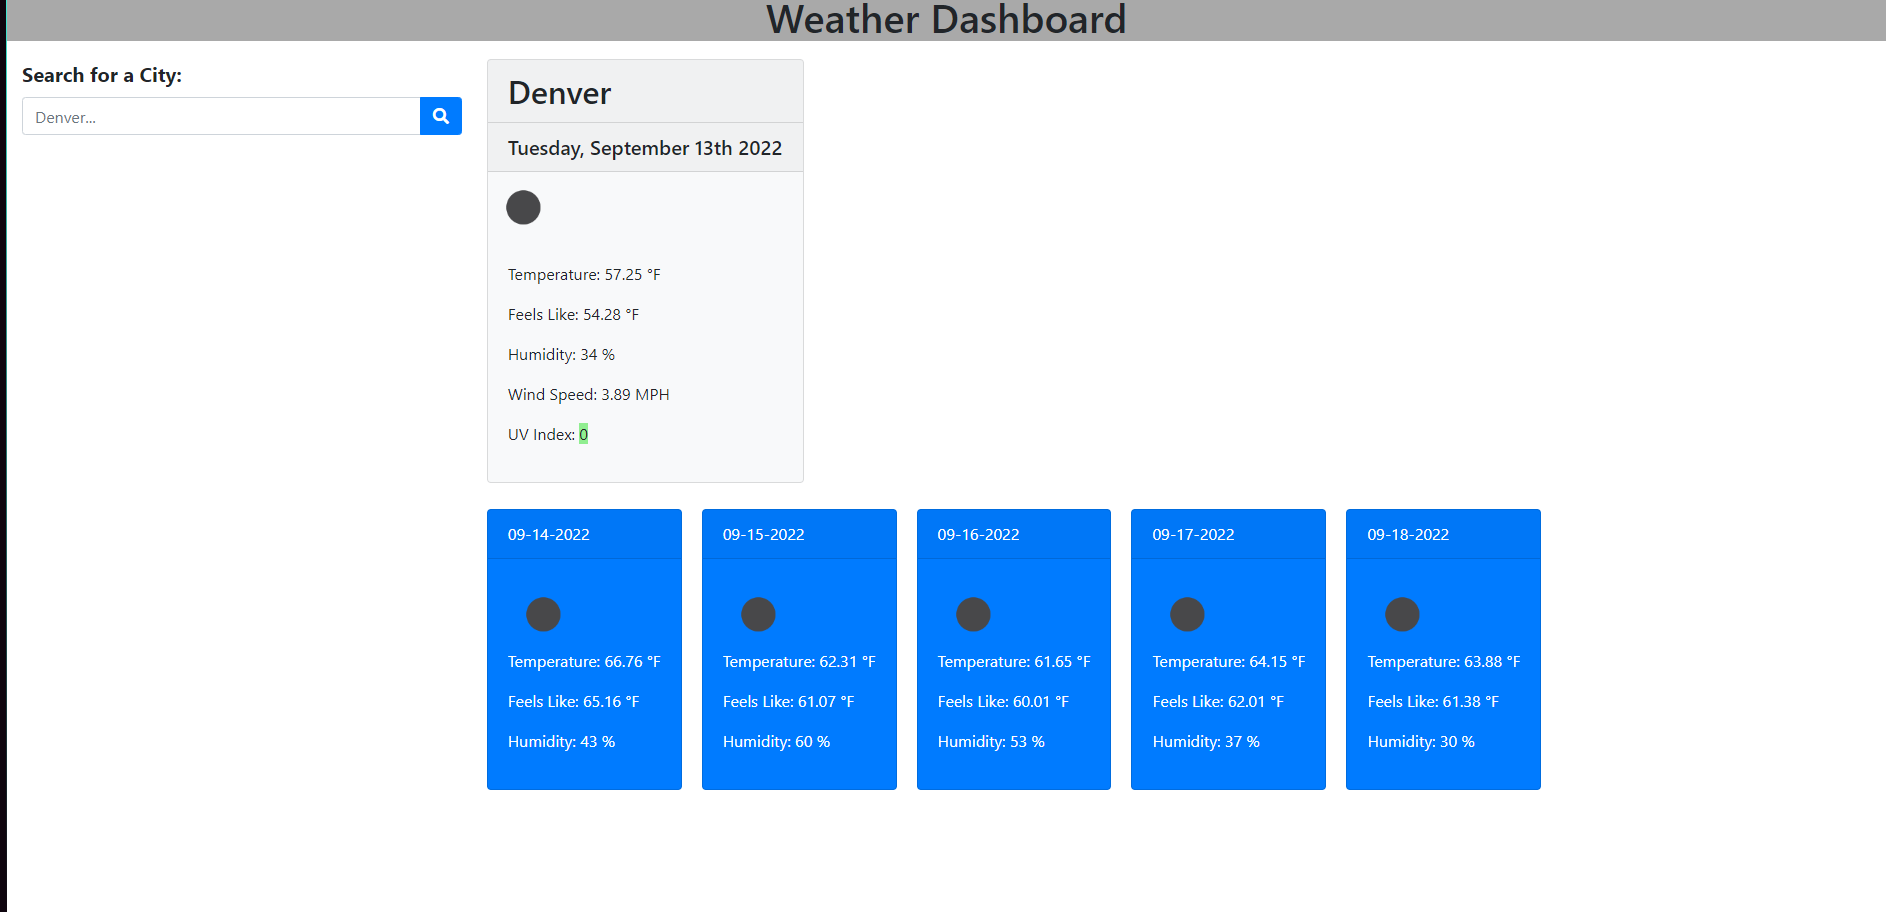 Weather Dashboard
Search for a City:
Denver...
Denver
Tuesday, September 13th 2022
Temperature: 57.25 °F
Feels Like: 54.28 °F
Humidity: 34 %
Wind Speed: 3.89 MPH
UV Index: 0
09-14-2022
Temperature: 66.76 °F
Feels Like: 65.16 °F
Humidity: 43 %
09-15-2022
Temperature: 62.31 °F
Feels Like: 61.07 °F
Humidity: 60 %
09-16-2022
Temperature: 61.65 °F
Feels Like: 60.01 °F
Humidity: 53 %
09-17-2022
Temperature: 64.15 °F
Feels Like: 62.01 °F
Humidity: 37 %
09-18-2022
Temperature: 63.88 °F
Feels Like: 61.38 °F
Humidity: 30 %